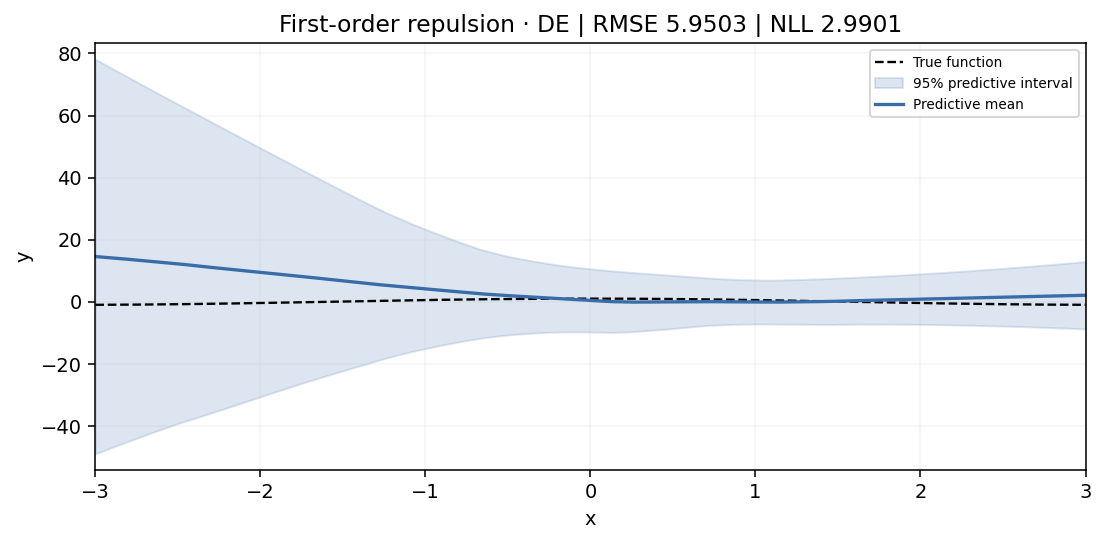 First-order repulsion · DE | RMSE 5.9503 | NLL 2.9901
True function
95% predictive interval
Predictive mean
80
60
40
20
0
−20
−40
y
−3
−2
−1
0
1
2
3
x